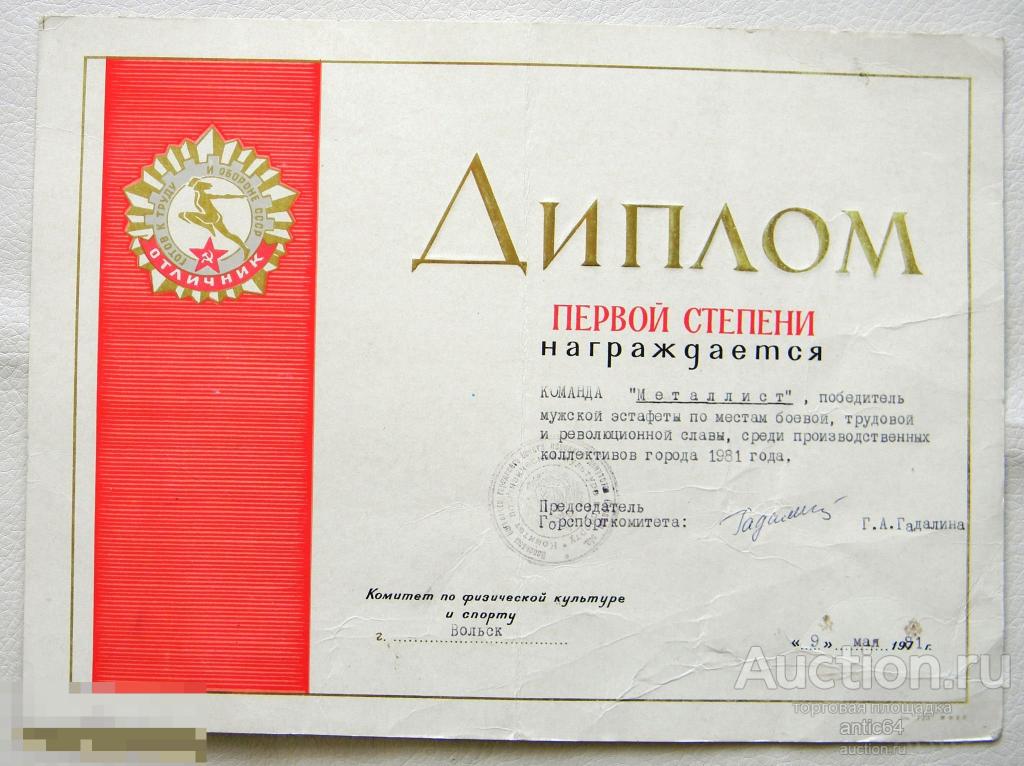 ГОТОВ К ТРУДУ И ОБОРОНЕ СССР
ОТЛИЧНИК
ДИПЛОМ
ПЕРВОЙ СТЕПЕНИ
награждается
КОМАНДА "Металлист", победитель
мужской эстафеты по местам боевой, трудовой
и революционной славы, среди производственных
коллективов города 1981 года.
Председатель
Горспорткомитета:
Гадалина
Г.А.Гадалина
Комитет по физической культуре
и спорту
г. Вольск
«9» мая 1981 г.
Auction.ru
торговая площадка
antic64
auction.ru